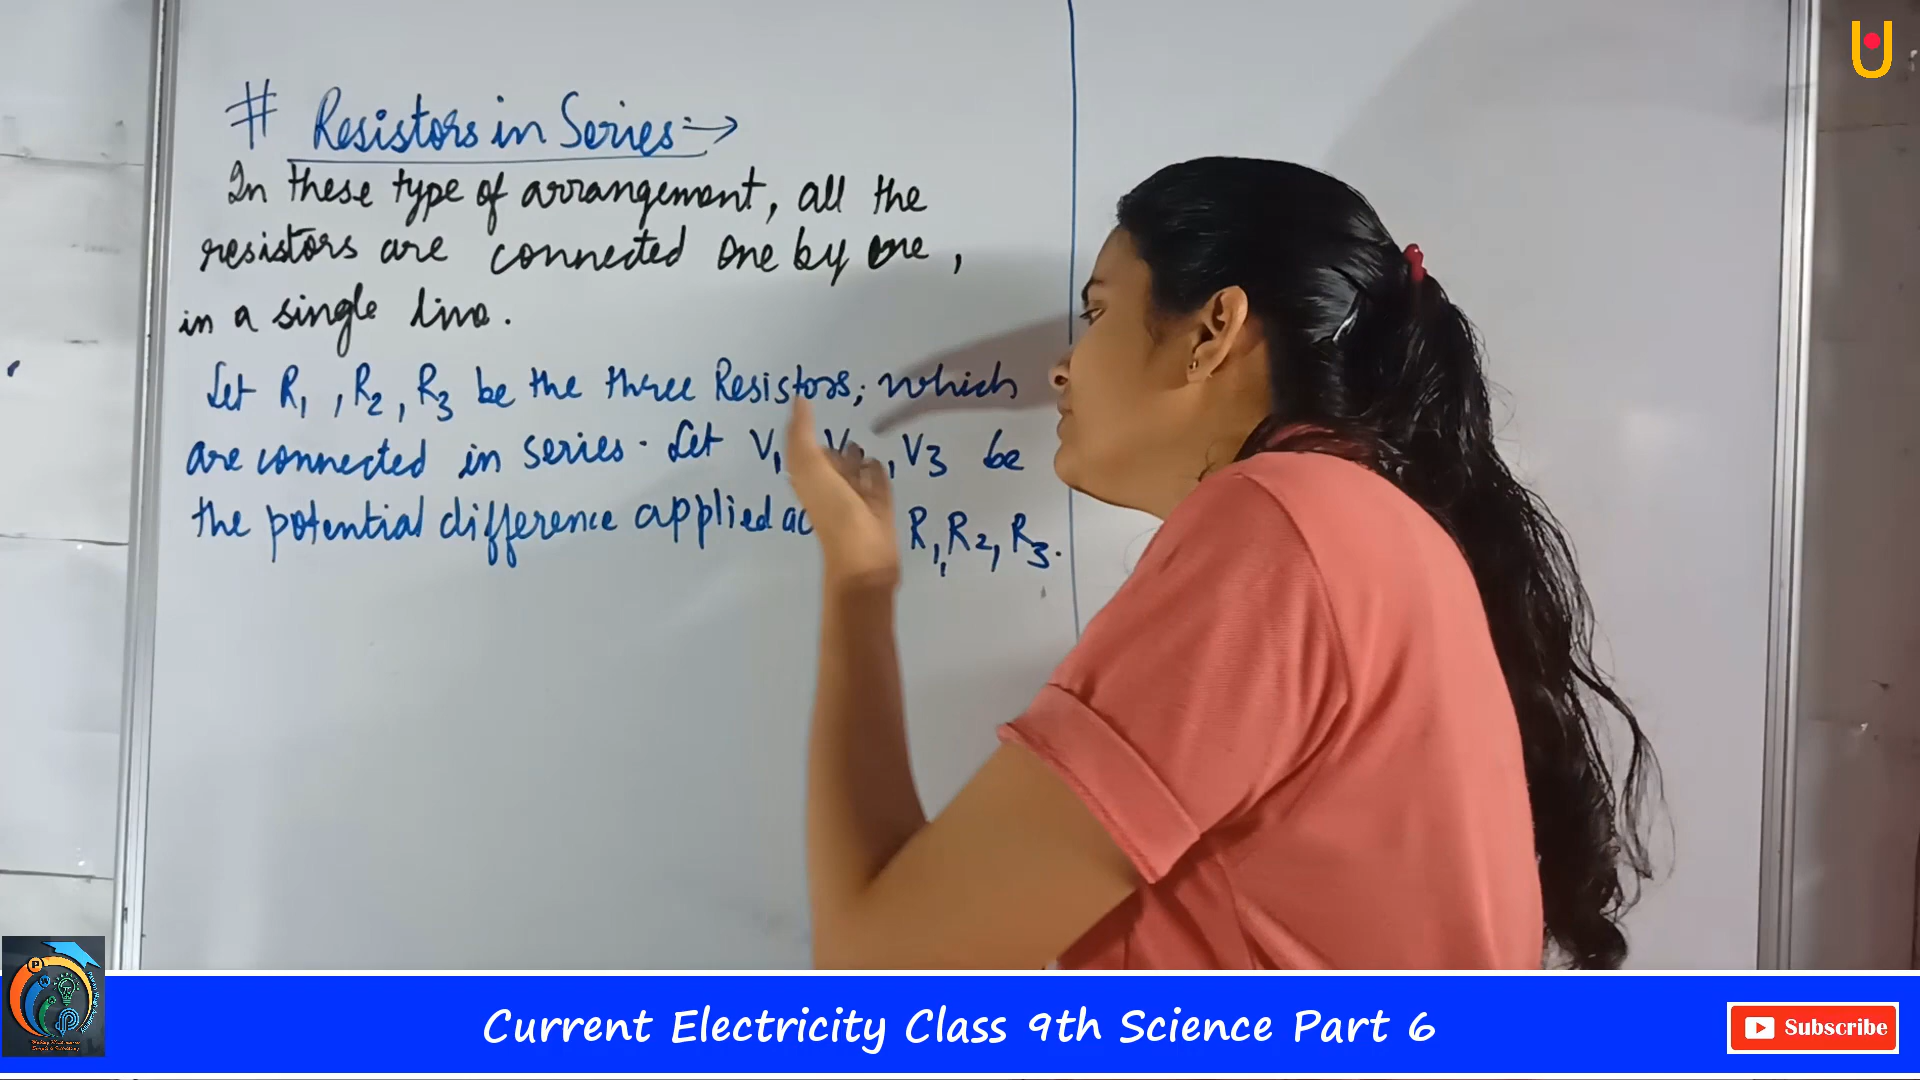 # Resistors in Series :→
In these type of arrangement, all the
resistors are connected one by one,
in a single line.
Let R1, R2, R3 be the three Resistors; which
are connected in series. Let V1 V2, V3 be
the potential difference applied R1, R2, R3.
Current Electricity Class 9th Science Part 6
Subscribe